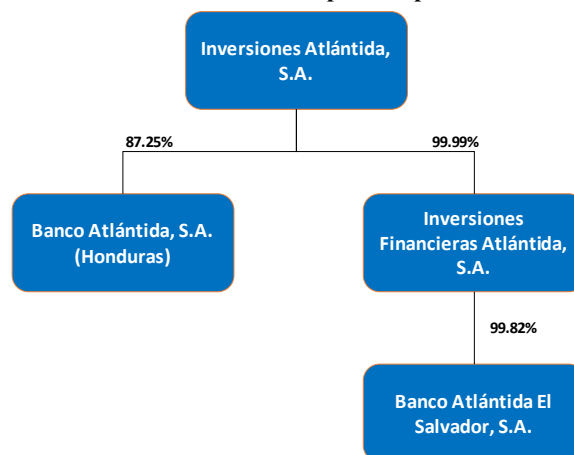 Inversiones Atlántida,
S.A.
87.25%
99.99%
Banco Atlántida, S.A.
(Honduras)
Inversiones
Financieras Atlántida,
S.A.
99.82%
Banco Atlántida El
Salvador, S.A.